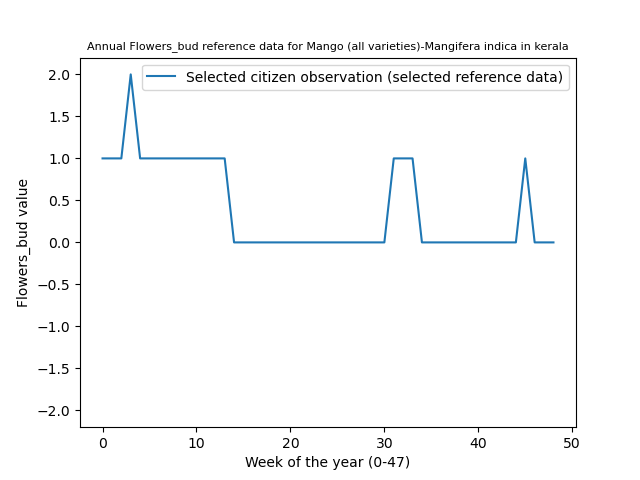 Annual Flowers_bud reference data for Mango (all varieties)-Mangifera indica in kerala
Selected citizen observation (selected reference data)
2.0
1.5
1.0
0.5
0.0
−0.5
−1.0
−1.5
−2.0
Flowers_bud value
0 10 20 30 40 50
Week of the year (0-47)